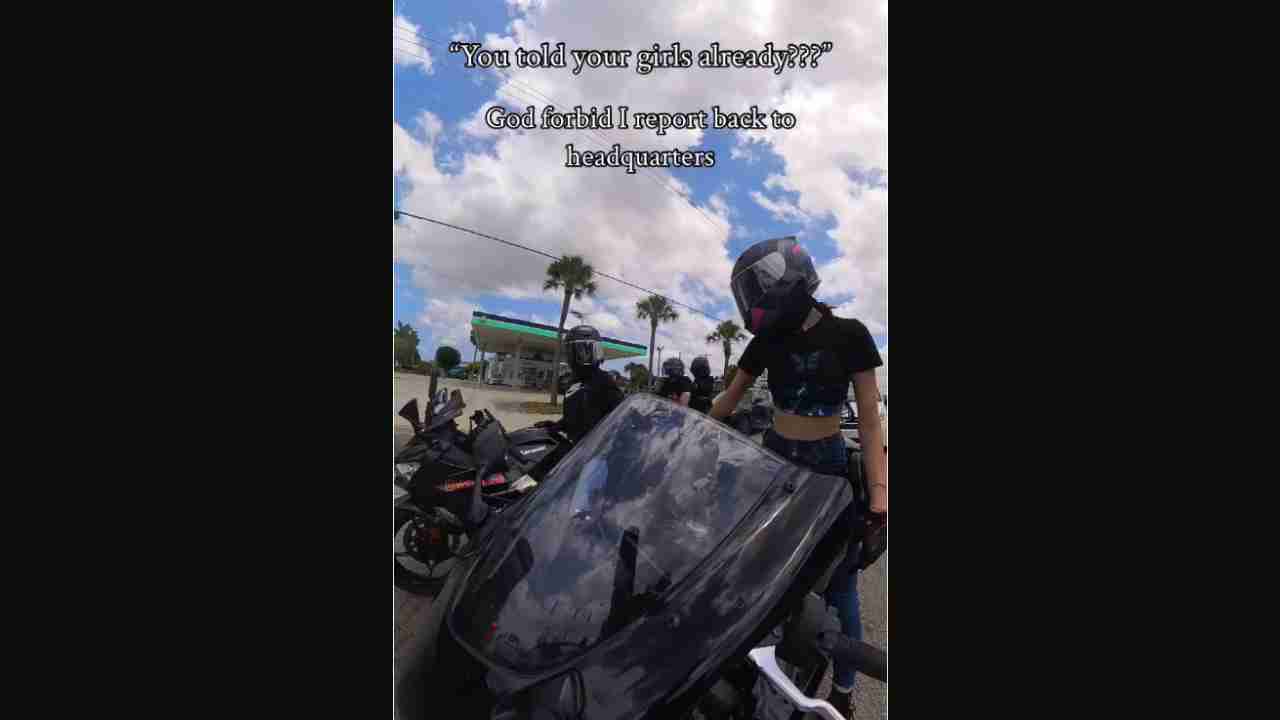 “You told your girls already???”
God forbid I report back to
headquarters